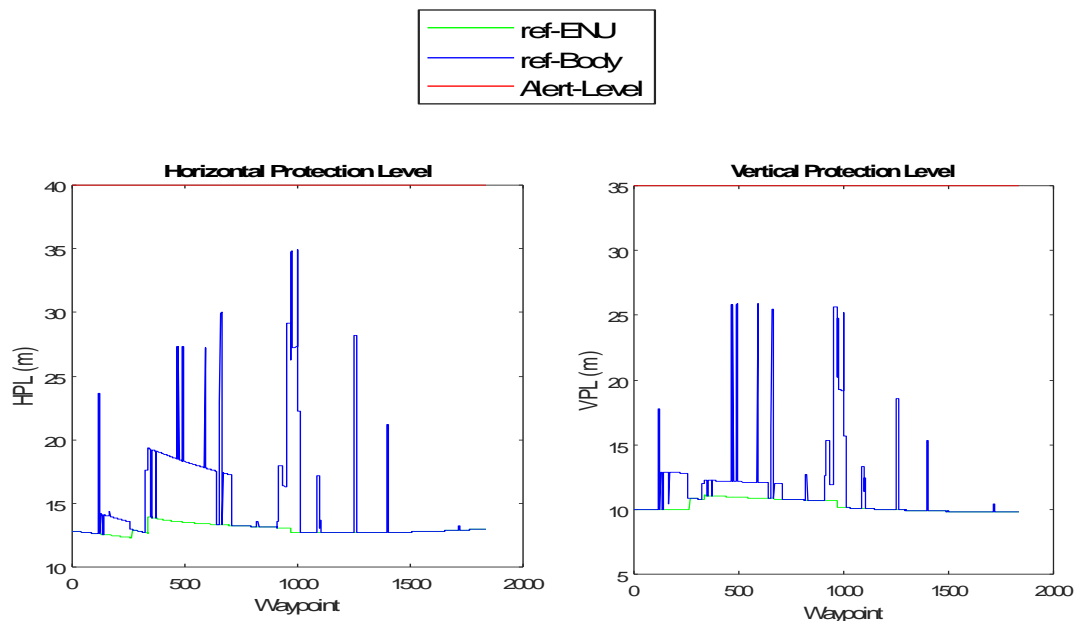 ref-ENU
ref-Body
Alert-Level
Horizontal Protection Level
40
35
30
25
20
15
10
HPL (m)
0
500
1000
1500
2000
Waypoint
Vertical Protection Level
35
30
25
20
15
10
5
VPL (m)
0
500
1000
1500
2000
Waypoint